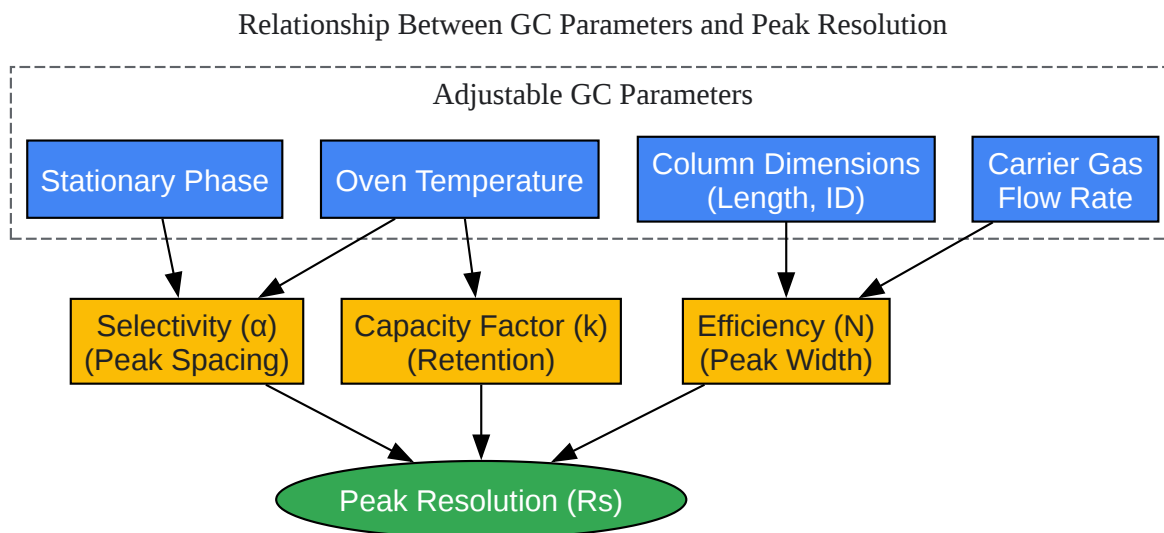 Relationship Between GC Parameters and Peak Resolution
Adjustable GC Parameters
Stationary Phase
Oven Temperature
Column Dimensions
(Length, ID)
Carrier Gas
Flow Rate
Selectivity (α)
(Peak Spacing)
Capacity Factor (k)
(Retention)
Efficiency (N)
(Peak Width)
Peak Resolution (Rs)